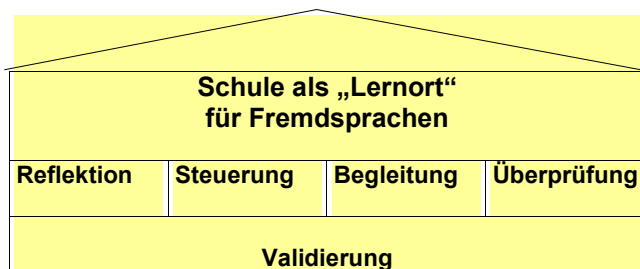 Schule als „Lernort“
für Fremdsprachen
Reflektion Steuerung Begleitung Überprüfung
Validierung